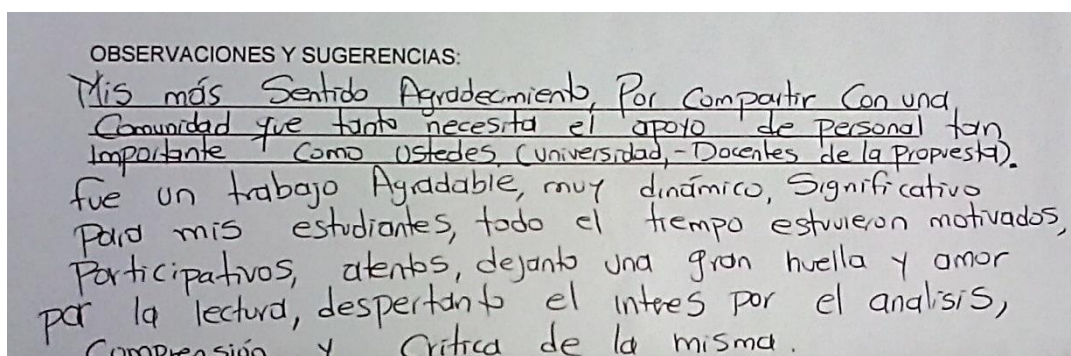 OBSERVACIONES Y SUGERENCIAS:
Mis más Sentido Agradecmiento, Por Compartir Con una
Comunidad que tanto necesita el apoyo de personal tan
Importante Como Ustedes (universidad,-Docentes de la Propuesta).
fue un trabajo Agradable, muy dinámico, Significativo
Para mis estudiantes, todo el tiempo estuvieron motivados,
Participativos, atentos, dejanto una gran huella y amor
por la lectura, despertanto el interes por el analisis,
Comprensión y Critica de la misma.